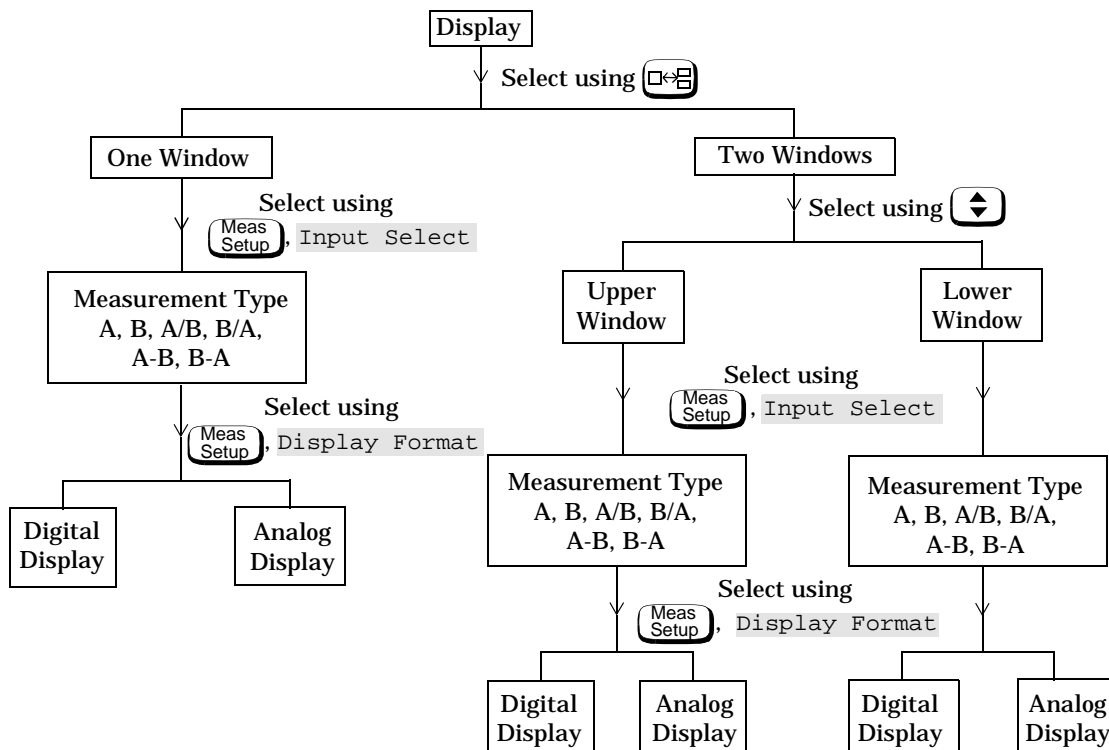 Display
Select using
One Window
Two Windows
Select using
Meas
Setup, Input Select
Select using
Measurement Type
A, B, A/B, B/A,
A-B, B-A
Upper
Window
Lower
Window
Select using
Meas
Setup, Display Format
Select using
Meas
Setup, Input Select
Digital
Display
Analog
Display
Measurement Type
A, B, A/B, B/A,
A-B, B-A
Measurement Type
A, B, A/B, B/A,
A-B, B-A
Select using
Meas
Setup, Display Format
Digital
Display
Analog
Display
Digital
Display
Analog
Display